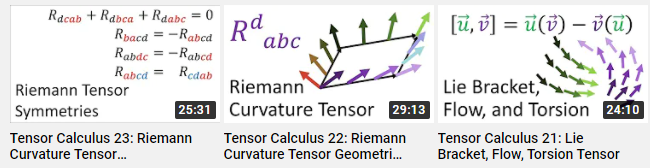 R_dcab + R_dbca + R_dabc = 0
R_bacd = −R_abcd
R_abdc = −R_abcd
R_abcd = R_cdab
Riemann Tensor
Symmetries
25:31
R^d_abc
Riemann
Curvature Tensor
29:13
[u⃗, v⃗] = u⃗(v⃗) − v⃗(u⃗)
Lie Bracket,
Flow, and Torsion
24:10
Tensor Calculus 23: Riemann
Curvature Tensor...
Tensor Calculus 22: Riemann
Curvature Tensor Geometri...
Tensor Calculus 21: Lie
Bracket, Flow, Torsion Tensor